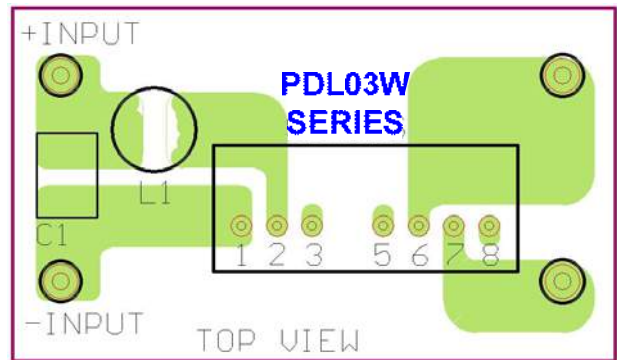 +INPUT
PDL03W
SERIES
L1
C1
1 2 3 5 6 7 8
-INPUT
TOP VIEW